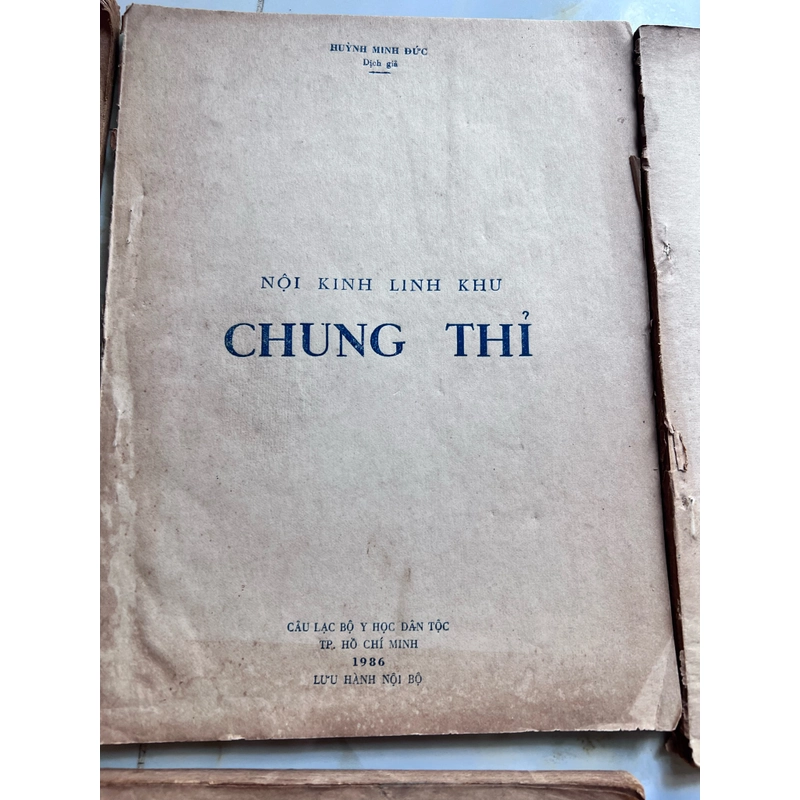 HUỲNH MINH ĐỨC
Dịch giả
NỘI KINH LINH KHU
CHUNG THỈ
CÂU LẠC BỘ Y HỌC DÂN TỘC
TP. HỒ CHÍ MINH
1986
LƯU HÀNH NỘI BỘ